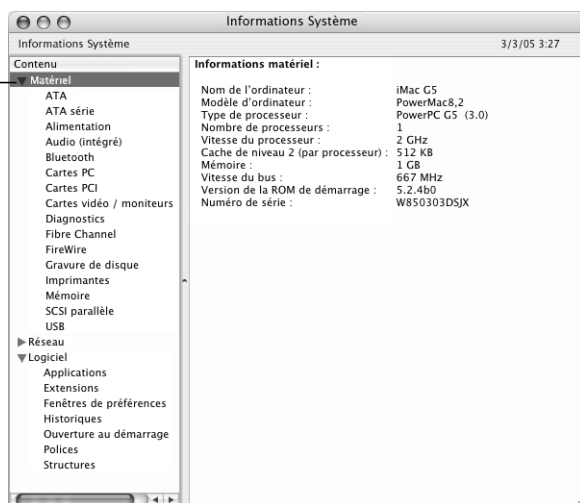 Informations Système
Informations Système 3/3/05 3:27
Contenu
Matériel
ATA
ATA série
Alimentation
Audio (intégré)
Bluetooth
Cartes PC
Cartes PCI
Cartes vidéo / moniteurs
Diagnostics
Fibre Channel
FireWire
Gravure de disque
Imprimantes
Mémoire
SCSI parallèle
USB
Réseau
Logiciel
Applications
Extensions
Fenêtres de préférences
Historiques
Ouverture au démarrage
Polices
Structures
Informations matériel :
Nom de l'ordinateur : iMac G5
Modèle d'ordinateur : PowerMac8,2
Type de processeur : PowerPC G5 (3.0)
Nombre de processeurs : 1
Vitesse du processeur : 2 GHz
Cache de niveau 2 (par processeur) : 512 KB
Mémoire : 1 GB
Vitesse du bus : 667 MHz
Version de la ROM de démarrage : 5.2.4b0
Numéro de série : W850303DSJX